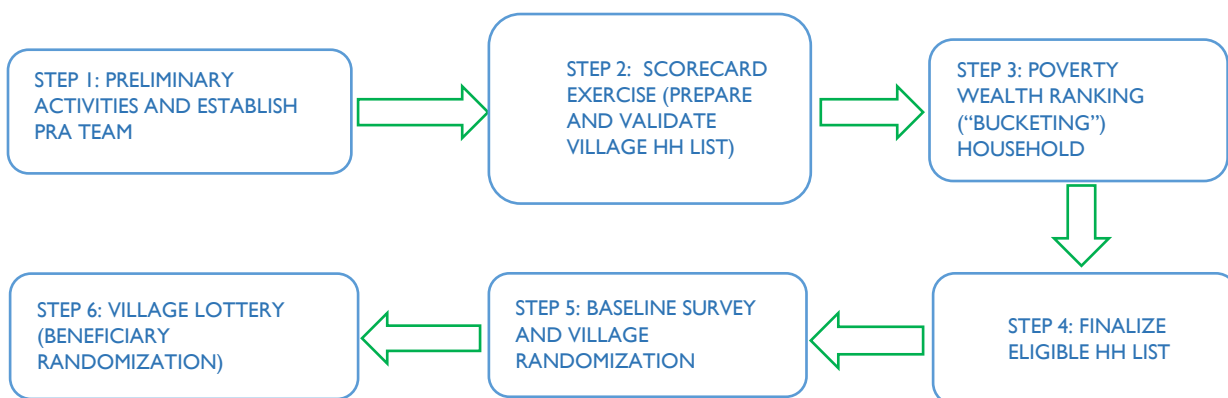 STEP 1: PRELIMINARY
ACTIVITIES AND ESTABLISH
PRA TEAM
STEP 2: SCORECARD
EXERCISE (PREPARE
AND VALIDATE
VILLAGE HH LIST)
STEP 3: POVERTY
WEALTH RANKING
(“BUCKETING”)
HOUSEHOLD
STEP 4: FINALIZE
ELIGIBLE HH LIST
STEP 5: BASELINE SURVEY
AND VILLAGE
RANDOMIZATION
STEP 6: VILLAGE LOTTERY
(BENEFICIARY
RANDOMIZATION)